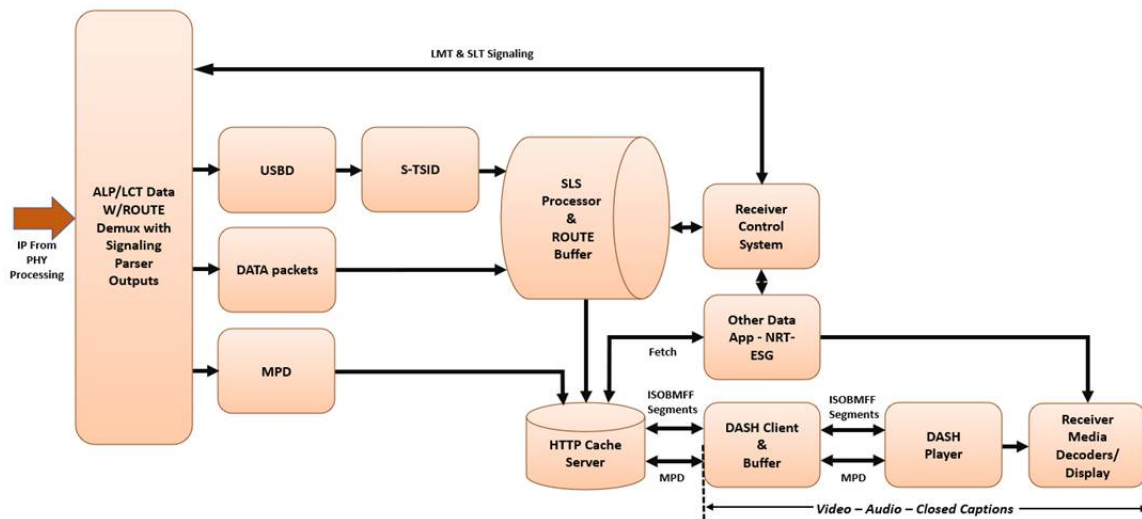 LMT & SLT Signaling
IP From
PHY
Processing
ALP/LCT Data
W/ROUTE
Demux with
Signaling
Parser
Outputs
USBD
S-TSID
SLS
Processor
&
ROUTE
Buffer
Receiver
Control
System
DATA packets
Other Data
App - NRT-
ESG
Fetch
MPD
ISOBMFF
Segments
ISOBMFF
Segments
HTTP Cache
Server
DASH Client
&
Buffer
DASH
Player
Receiver
Media
Decoders/
Display
MPD
MPD
Video – Audio – Closed Captions